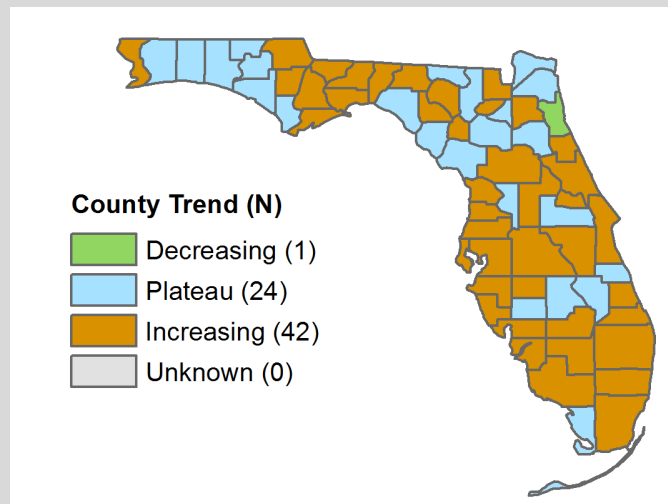 County Trend (N)
Decreasing (1)
Plateau (24)
Increasing (42)
Unknown (0)